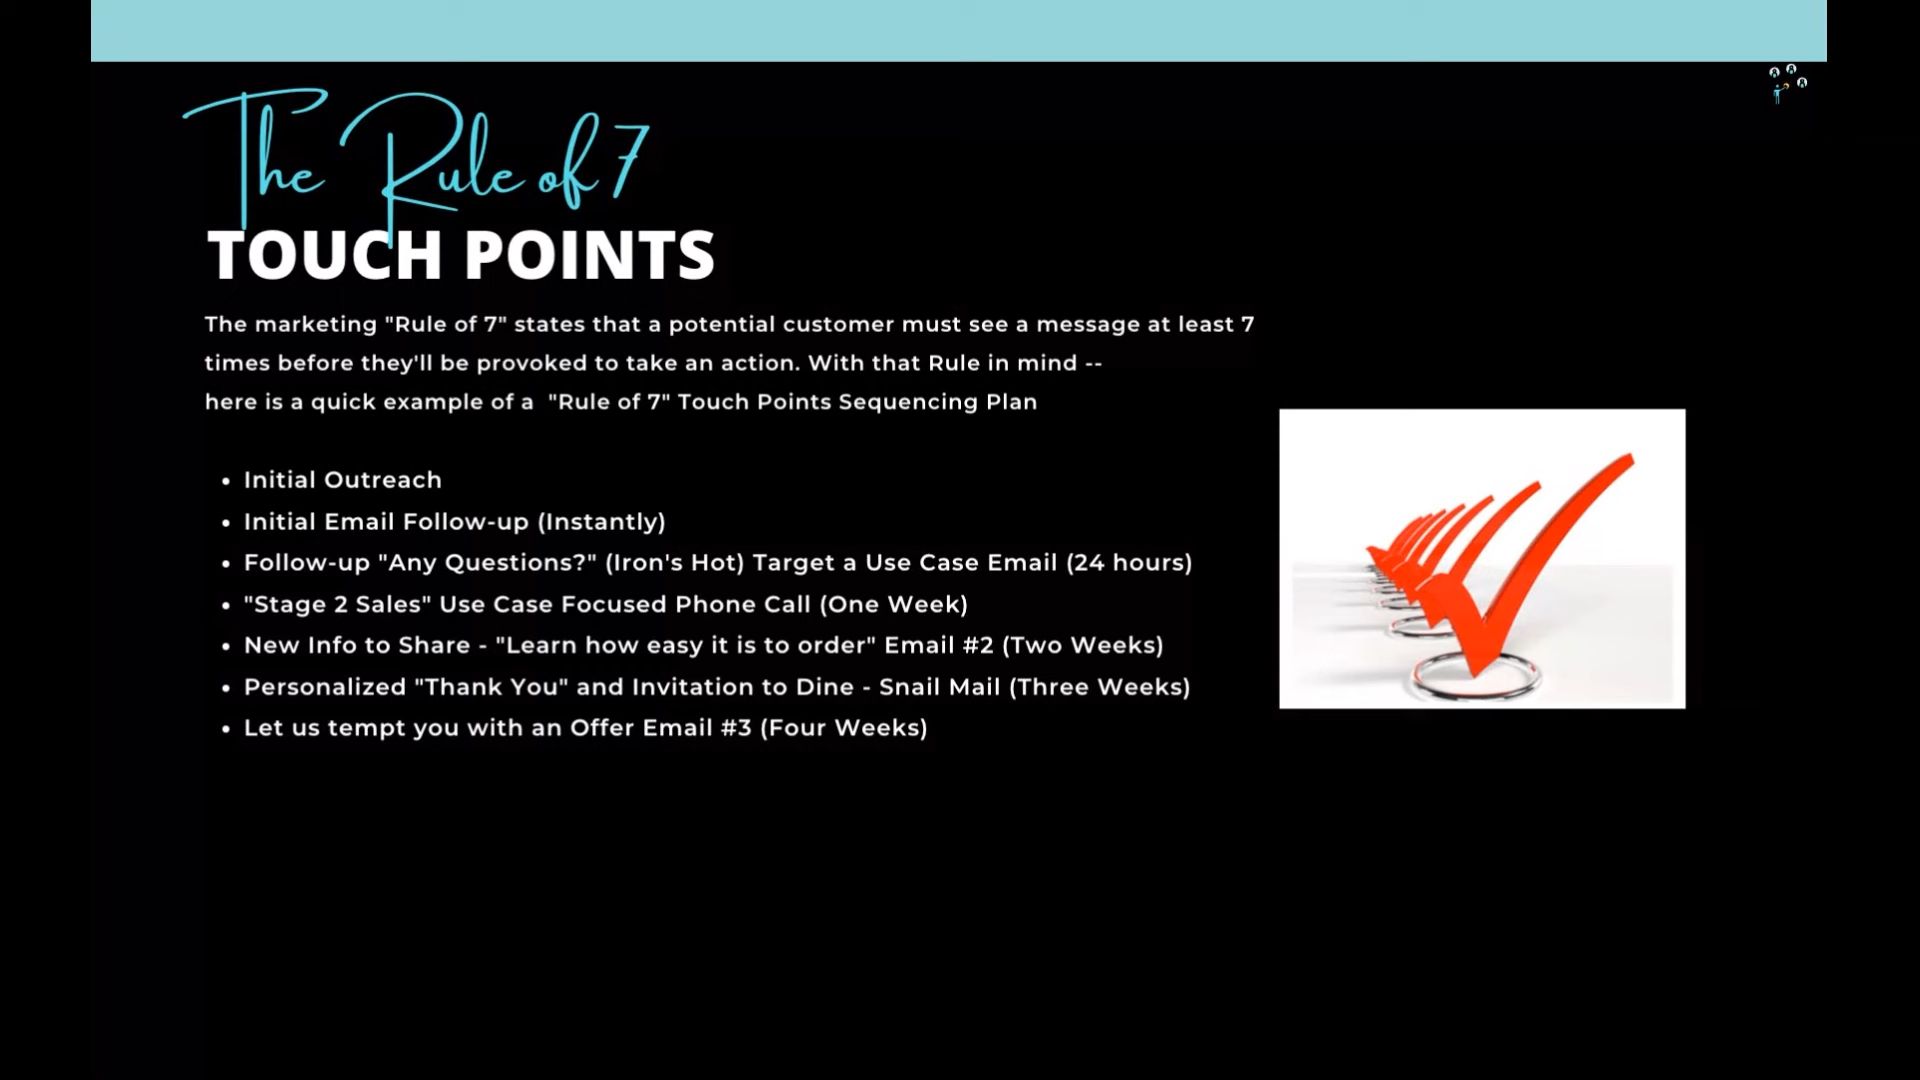 The Rule of 7
TOUCH POINTS
The marketing "Rule of 7" states that a potential customer must see a message at least 7
times before they'll be provoked to take an action. With that Rule in mind --
here is a quick example of a "Rule of 7" Touch Points Sequencing Plan
• Initial Outreach
• Initial Email Follow-up (Instantly)
• Follow-up "Any Questions?" (Iron's Hot) Target a Use Case Email (24 hours)
• "Stage 2 Sales" Use Case Focused Phone Call (One Week)
• New Info to Share - "Learn how easy it is to order" Email #2 (Two Weeks)
• Personalized "Thank You" and Invitation to Dine - Snail Mail (Three Weeks)
• Let us tempt you with an Offer Email #3 (Four Weeks)